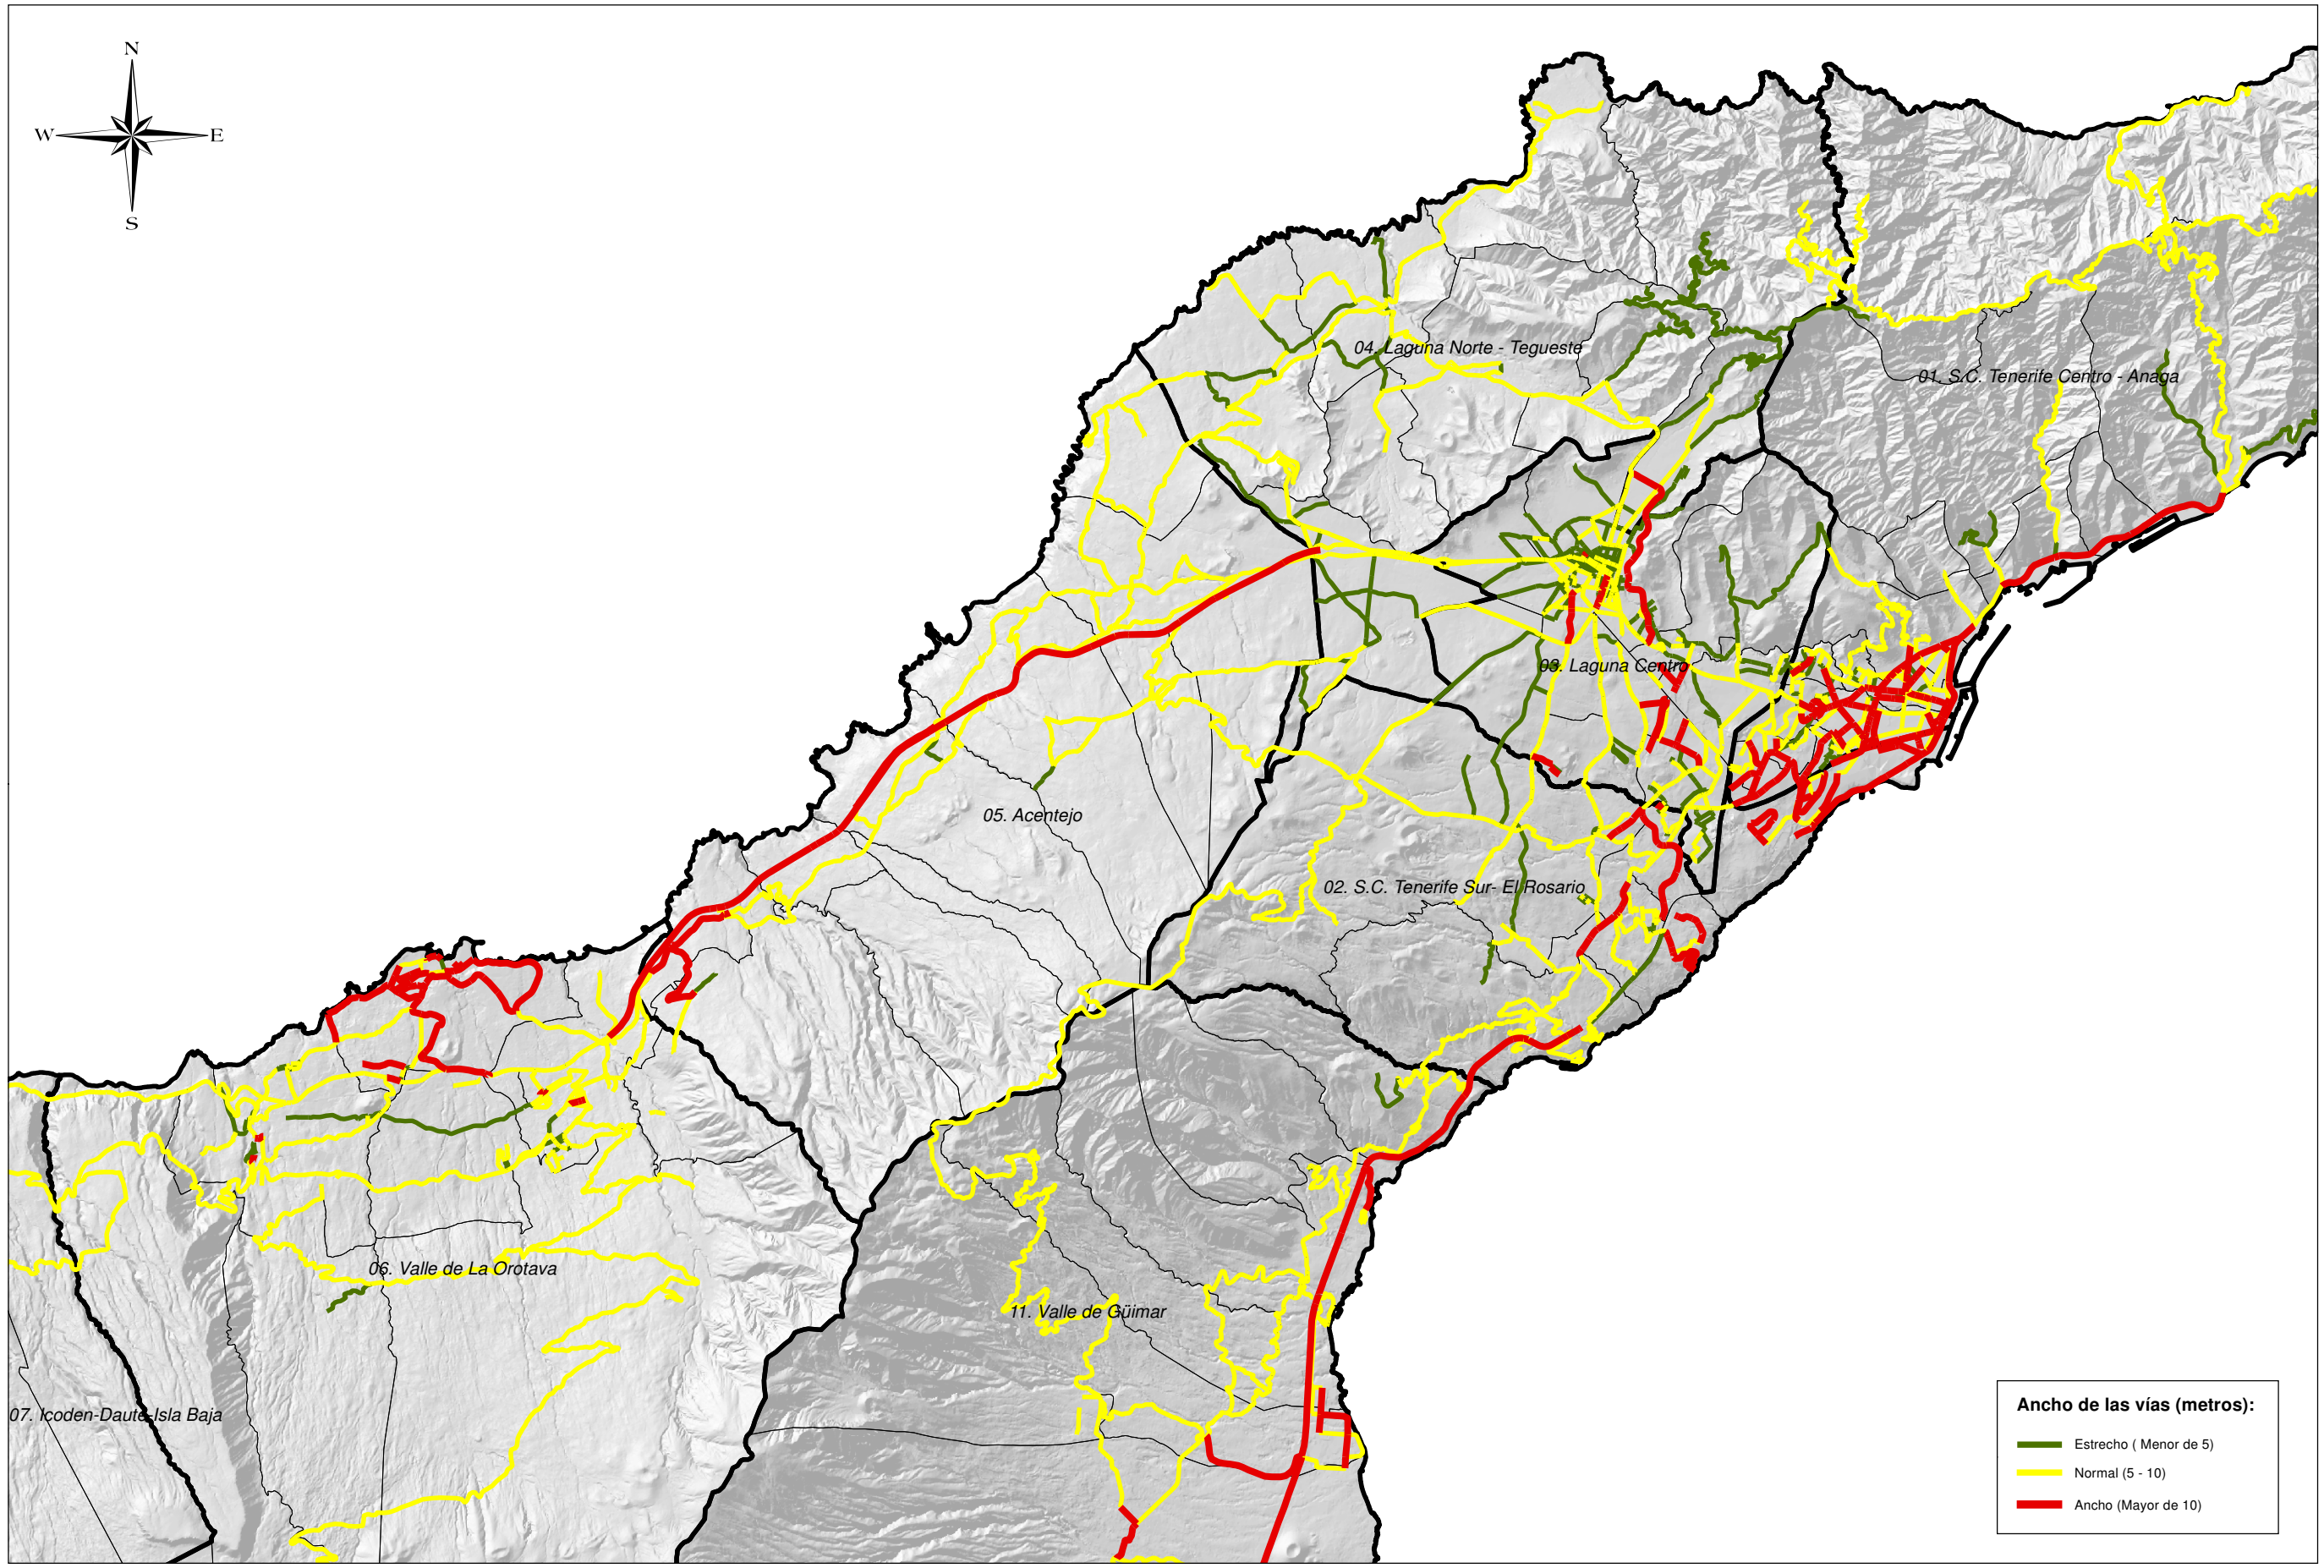 N
W E
S
04. Laguna Norte - Tegueste
01. S.C. Tenerife Centro - Anaga
03. Laguna Centro
05. Acentejo
02. S.C. Tenerife Sur- El Rosario
06. Valle de La Orotava
11. Valle de Güimar
07. Icoden-Daute-Isla Baja
Ancho de las vías (metros):
Estrecho ( Menor de 5)
Normal (5 - 10)
Ancho (Mayor de 10)